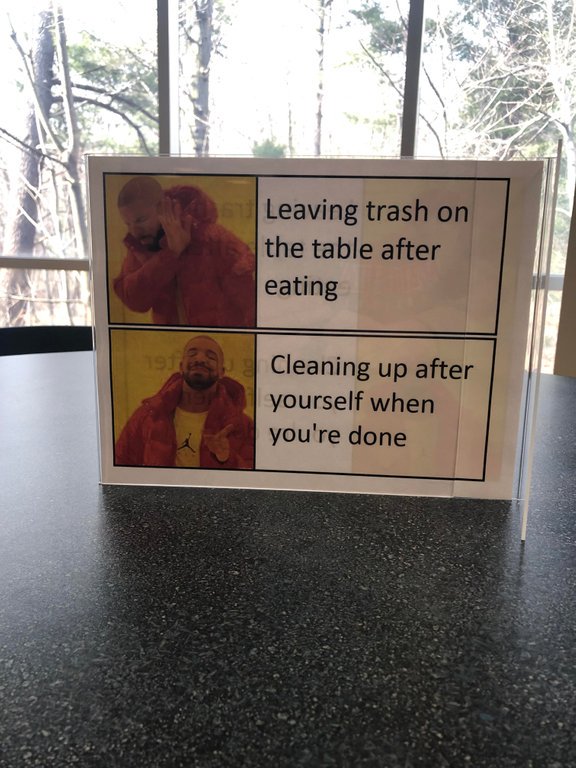 Leaving trash on
the table after
eating
Cleaning up after
yourself when
you're done